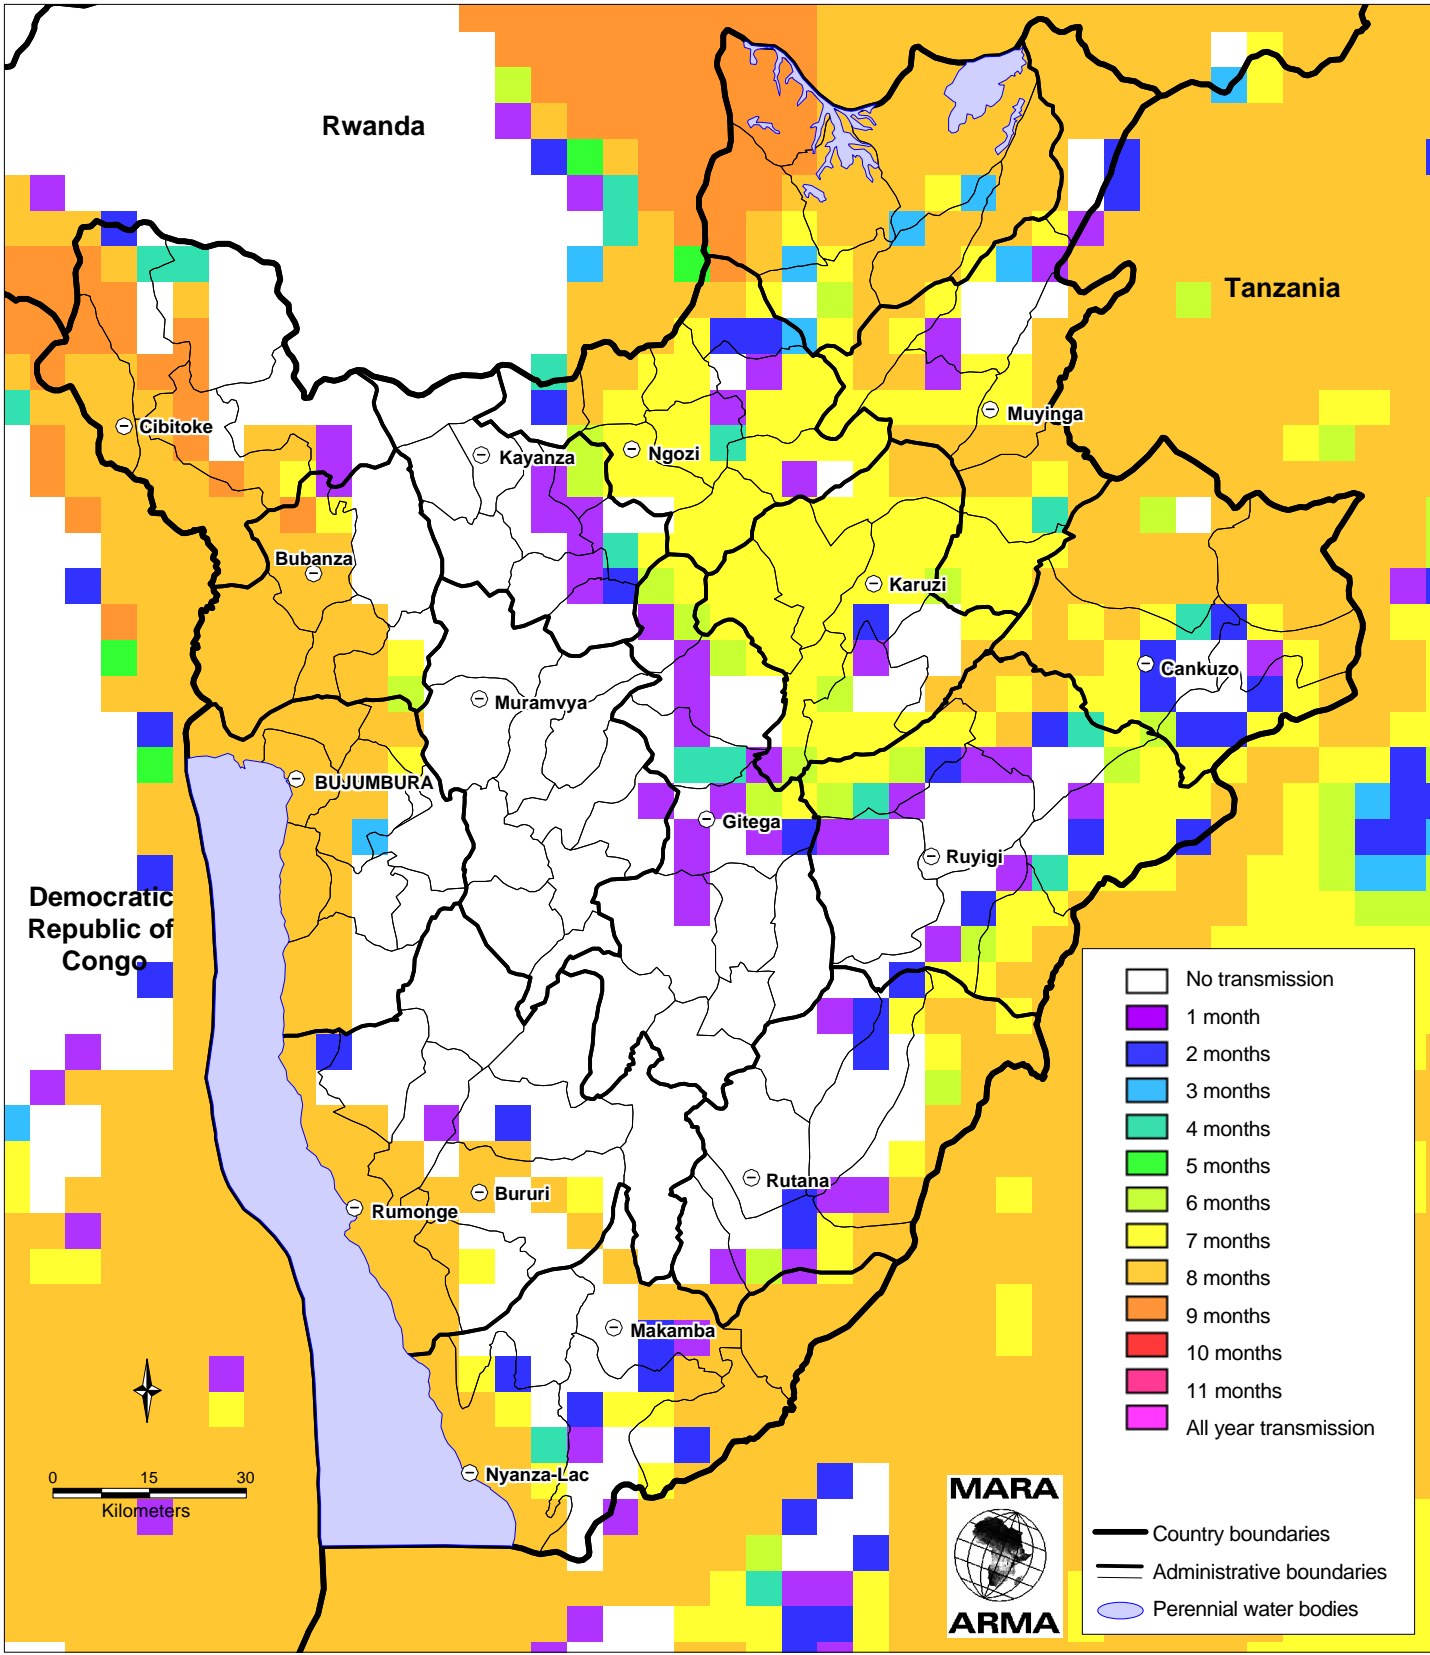 Rwanda
Tanzania
Cibitoke
Muyinga
Kayanza
Ngozi
Bubanza
Karuzi
Cankuzo
Muramvya
BUJUMBURA
Gitega
Ruyigi
Democratic
Republic of
Congo
Rutana
Bururi
Rumonge
Makamba
Nyanza-Lac
0 15 30
Kilometers
No transmission
1 month
2 months
3 months
4 months
5 months
6 months
7 months
8 months
9 months
10 months
11 months
All year transmission
MARA
ARMA
Country boundaries
Administrative boundaries
Perennial water bodies